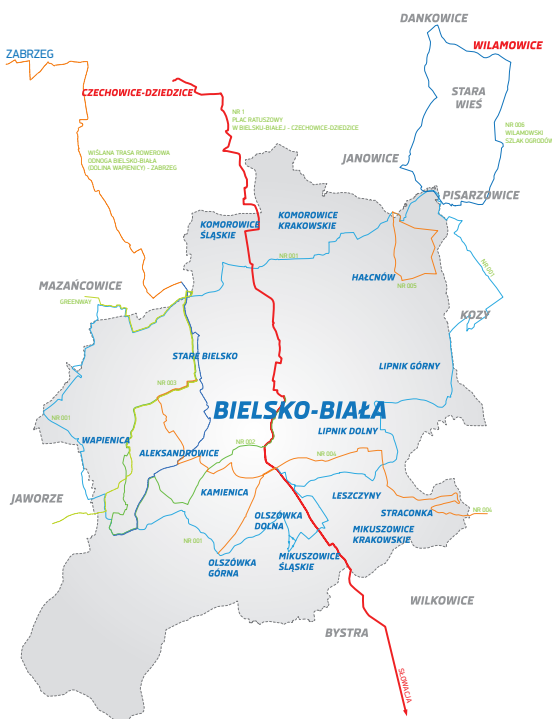 DANKOWICE
WILAMOWICE
ZABRZEG
CZECHOWICE-DZIEDZICE
STARA
WIEŚ
NR 1
PLAC RATUSZOWY
W BIELSKU-BIAŁEJ - CZECHOWICE-DZIEDZICE
NR 006
WILAMOWSKI
SZLAK OGRODÓW
WIŚLANA TRASA ROWEROWA
ODNOGA BIELSKO-BIAŁA
(DOLINA WAPIENICY) - ZABRZEG
JANOWICE
PISARZOWICE
KOMOROWICE
ŚLĄSKIE
KOMOROWICE
KRAKOWSKIE
NR 001
NR 001
HAŁCNÓW
NR 005
MAZAŃCOWICE
GREENWAY
KOZY
STARE BIELSKO
LIPNIK GÓRNY
NR 003
BIELSKO-BIAŁA
NR 001
LIPNIK DOLNY
WAPIENICA
NR 002
ALEKSANDROWICE
NR 004
KAMIENICA
LESZCZYNY
JAWORZE
OLSZÓWKA
DOLNA
STRACONKA
NR 004
MIKUSZOWICE
KRAKOWSKIE
NR 001
OLSZÓWKA
GÓRNA
MIKUSZOWICE
ŚLĄSKIE
WILKOWICE
BYSTRA
SŁOWACJA